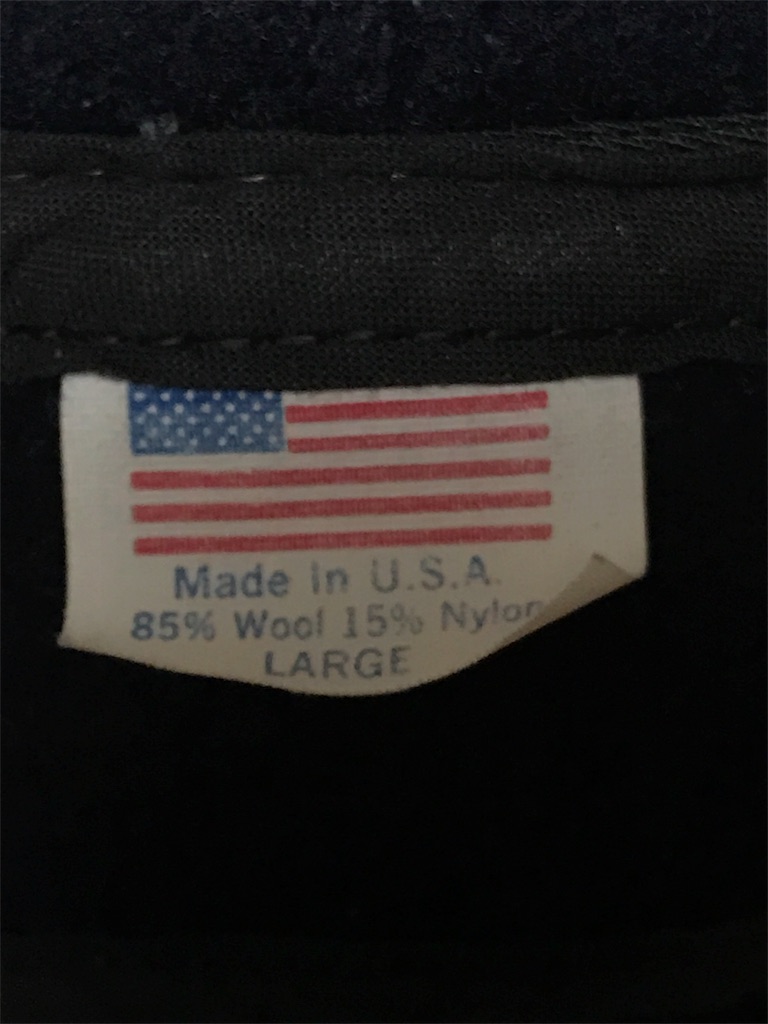 Made in U.S.A.
85% Wool 15% Nylon
LARGE